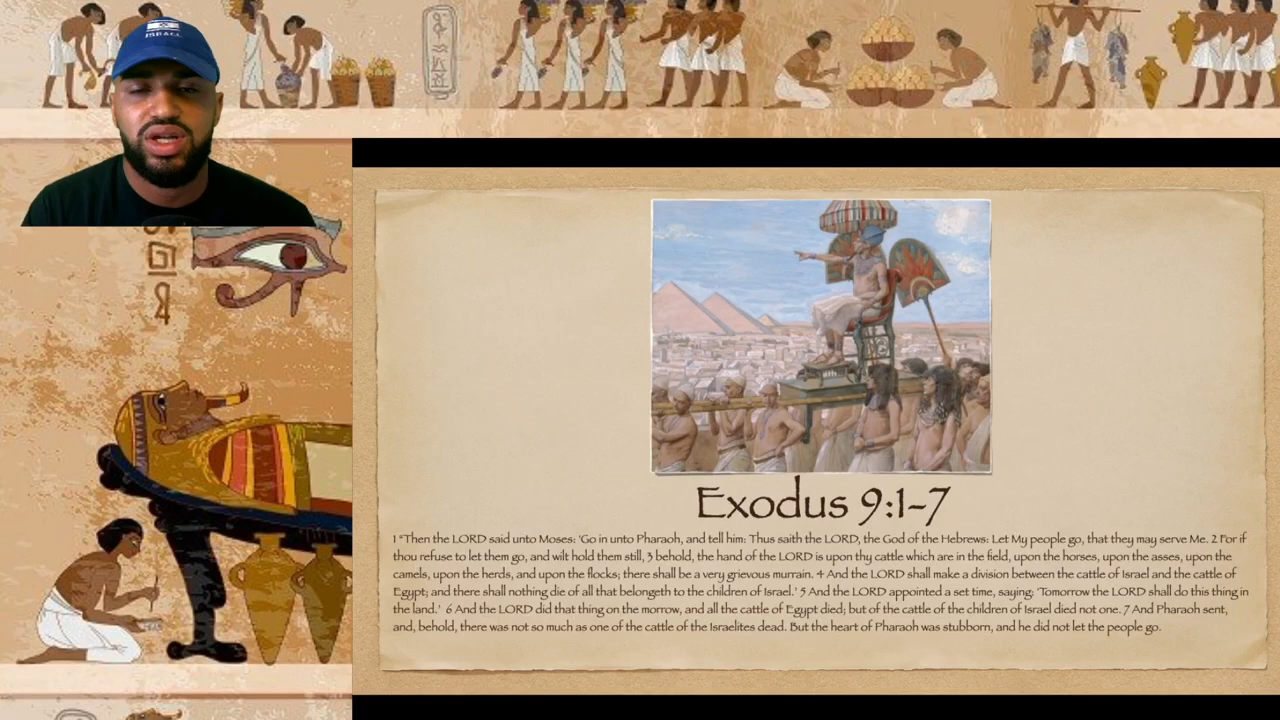 ISRAEL
Exodus 9:1-7
1 “Then the LORD said unto Moses: 'Go in unto Pharaoh, and tell him: Thus saith the LORD, the God of the Hebrews: Let My people go, that they may serve Me. 2 For if
thou refuse to let them go, and wilt hold them still, 3 behold, the hand of the LORD is upon thy cattle which are in the field, upon the horses, upon the asses, upon the
camels, upon the herds, and upon the flocks; there shall be a very grievous murrain. 4 And the LORD shall make a division between the cattle of Israel and the cattle of
Egypt; and there shall nothing die of all that belongeth to the children of Israel.' 5 And the LORD appointed a set time, saying: 'Tomorrow the LORD shall do this thing in
the land.' 6 And the LORD did that thing on the morrow, and all the cattle of Egypt died; but of the cattle of the children of Israel died not one. 7 And Pharaoh sent,
and, behold, there was not so much as one of the cattle of the Israelites dead. But the heart of Pharaoh was stubborn, and he did not let the people go.